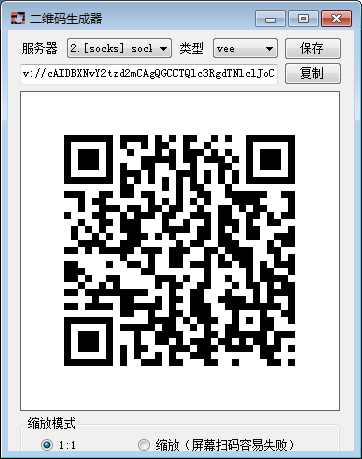 二维码生成器
服务器 2.[socks] sock 类型 vee 保存
v://cAIDBXNvY2tzd2mCAgQGCCTQlc3RgdTNlclJoC 复制
缩放模式
1:1 缩放（屏幕扫码容易失败）